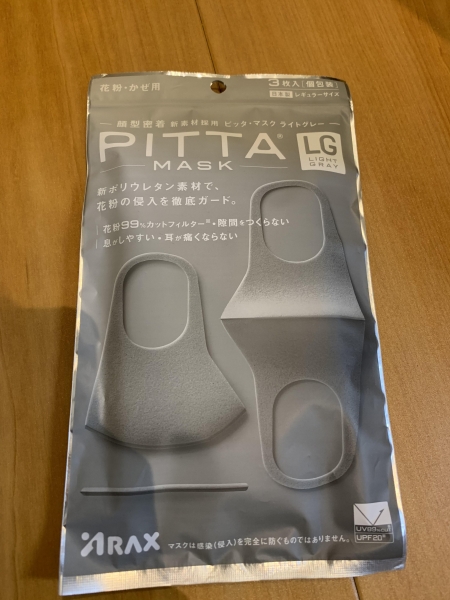 花粉・かぜ用
3枚入 [個包装]
日本製 レギュラーサイズ
顔型密着 新素材採用 ピッタ・マスク ライトグレー
PITTA®
MASK
LG
LIGHT
GRAY
新ポリウレタン素材で、
花粉の侵入を徹底ガード。
花粉99%カットフィルター※・隙間をつくらない
息がしやすい・耳が痛くならない
ARAX
マスクは感染(侵入)を完全に防ぐものではありません。
UPF20